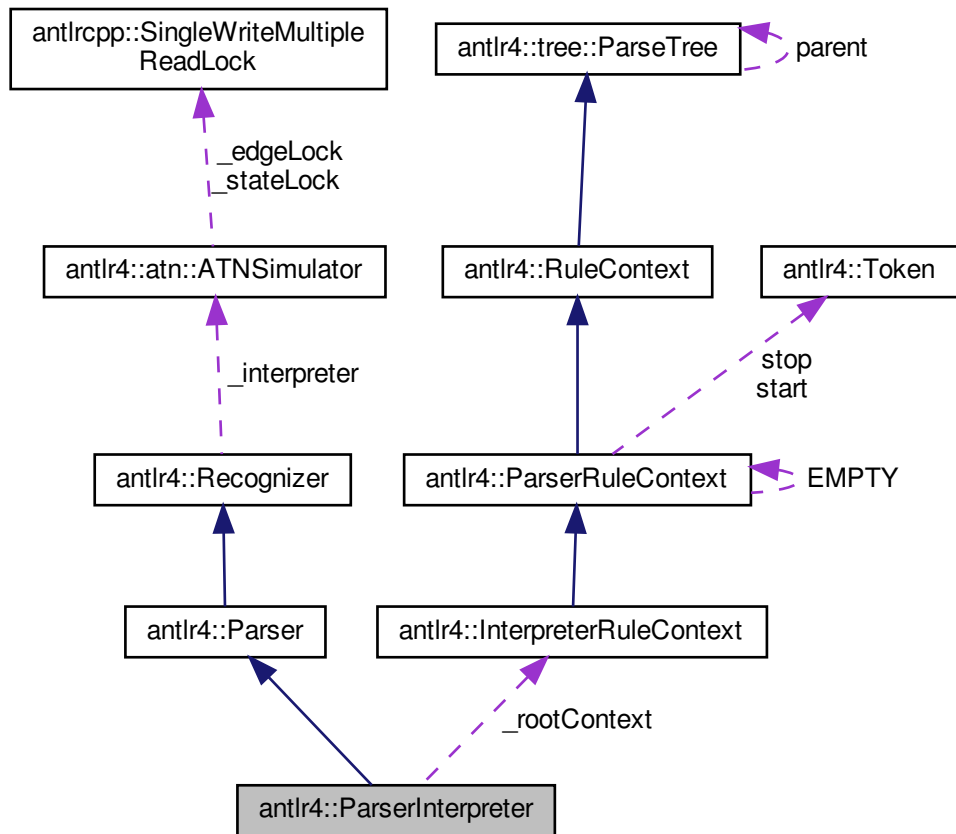 antlrcpp::SingleWriteMultiple
ReadLock
antlr4::tree::ParseTree
parent
_edgeLock
_stateLock
antlr4::atn::ATNSimulator
antlr4::RuleContext
antlr4::Token
_interpreter
stop
start
antlr4::Recognizer
antlr4::ParserRuleContext
EMPTY
antlr4::Parser
antlr4::InterpreterRuleContext
_rootContext
antlr4::ParserInterpreter